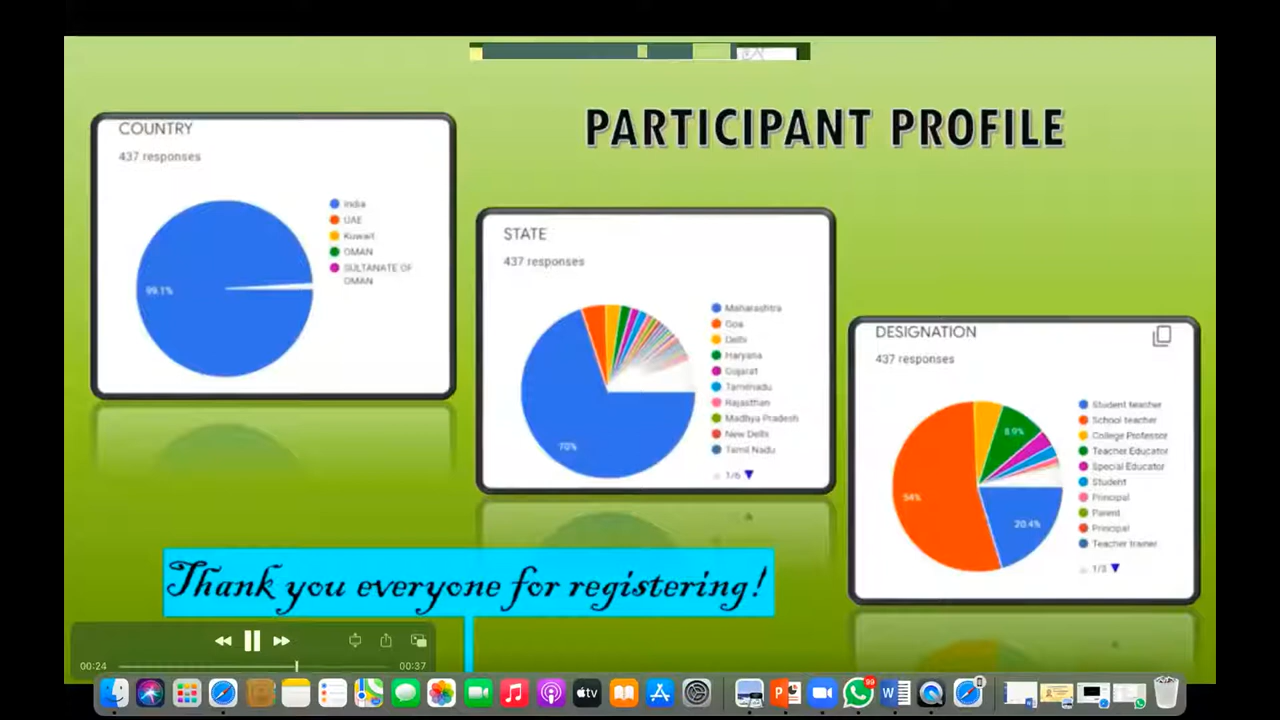 PARTICIPANT PROFILE
COUNTRY
437 responses
India
UAE
Kuwait
OMAN
SULTANATE OF
OMAN
99.1%
STATE
437 responses
Maharashtra
Goa
Delhi
Haryana
Gujarat
Tamilnadu
Rajasthan
Madhya Pradesh
New Delhi
Tamil Nadu
1/6
70%
DESIGNATION
437 responses
Student teacher
School teacher
College Professor
Teacher Educator
Special Educator
Student
Principal
Parent
Principal
Teacher trainer
1/3
8.9%
54%
20.4%
Thank you everyone for registering!
00:24
00:37
tv
99